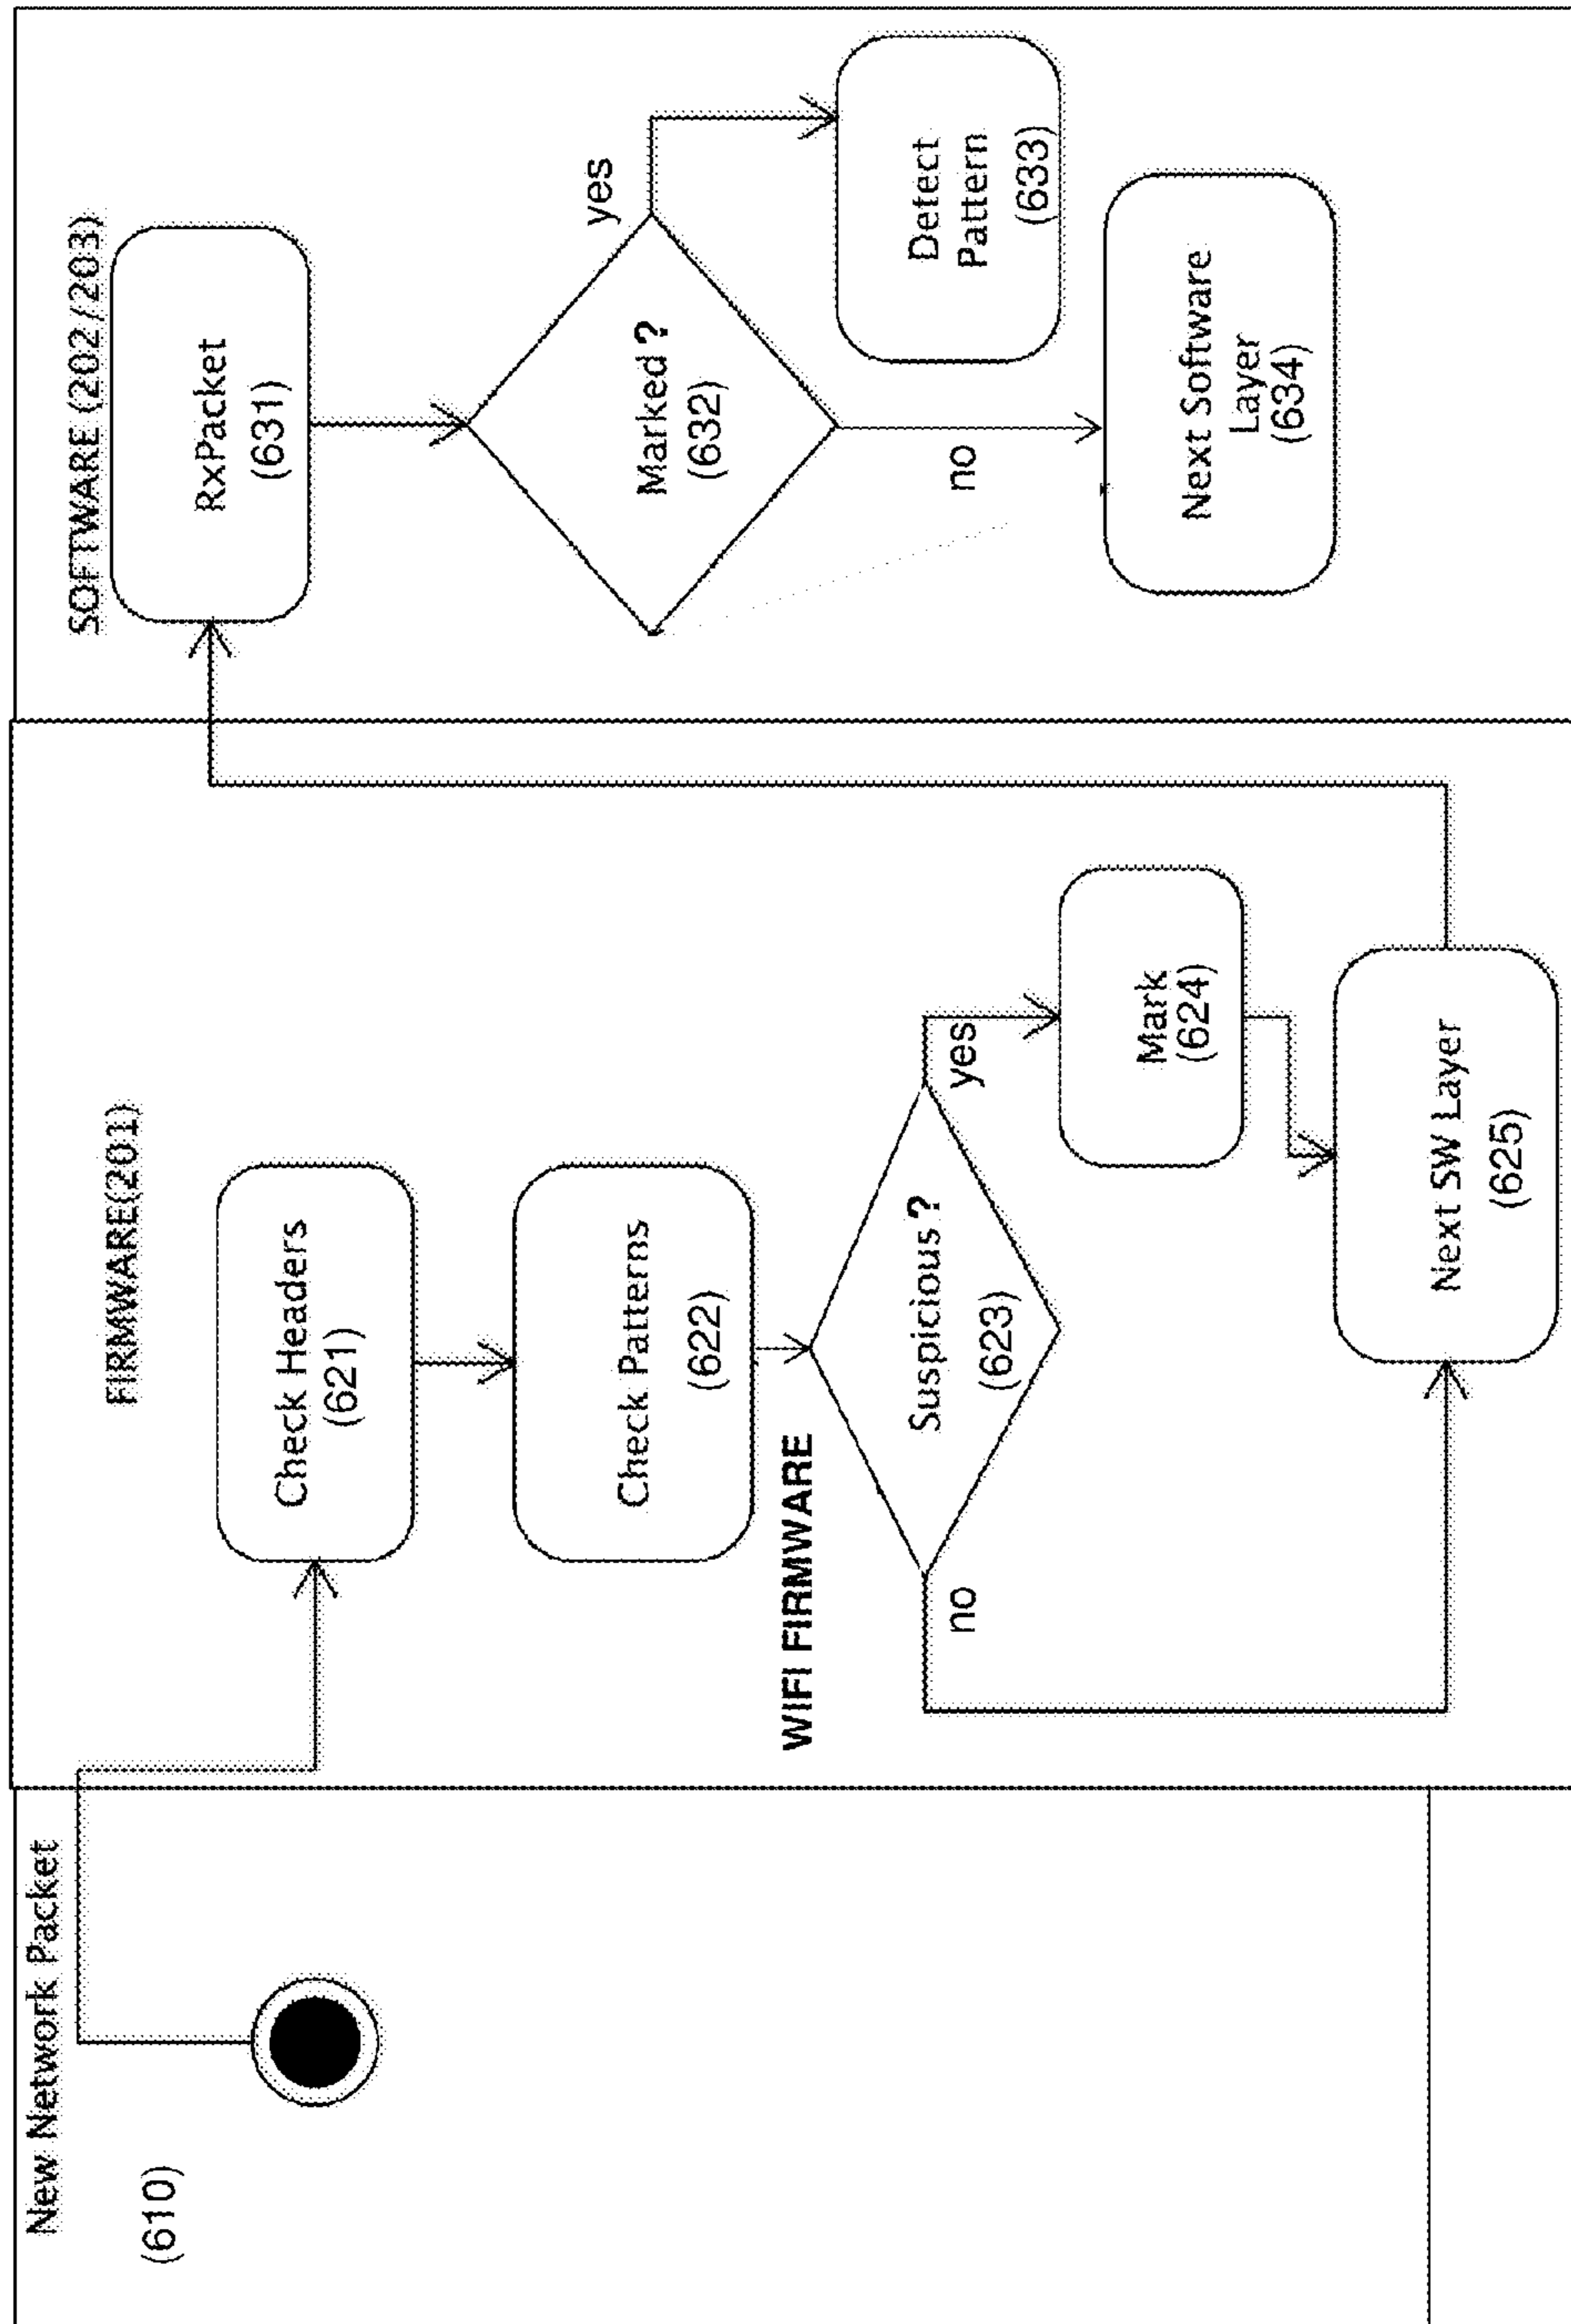 New Network Packet
(610)
FIRMWARE(201)
Check Headers
(621)
Check Patterns
(622)
WIFI FIRMWARE
Suspicious ?
(623)
no
yes
Mark
(624)
Next SW Layer
(625)
SOFTWARE (202/203)
RxPacket
(631)
Marked ?
(632)
yes
no
Detect
Pattern
(633)
Next Software
Layer
(634)